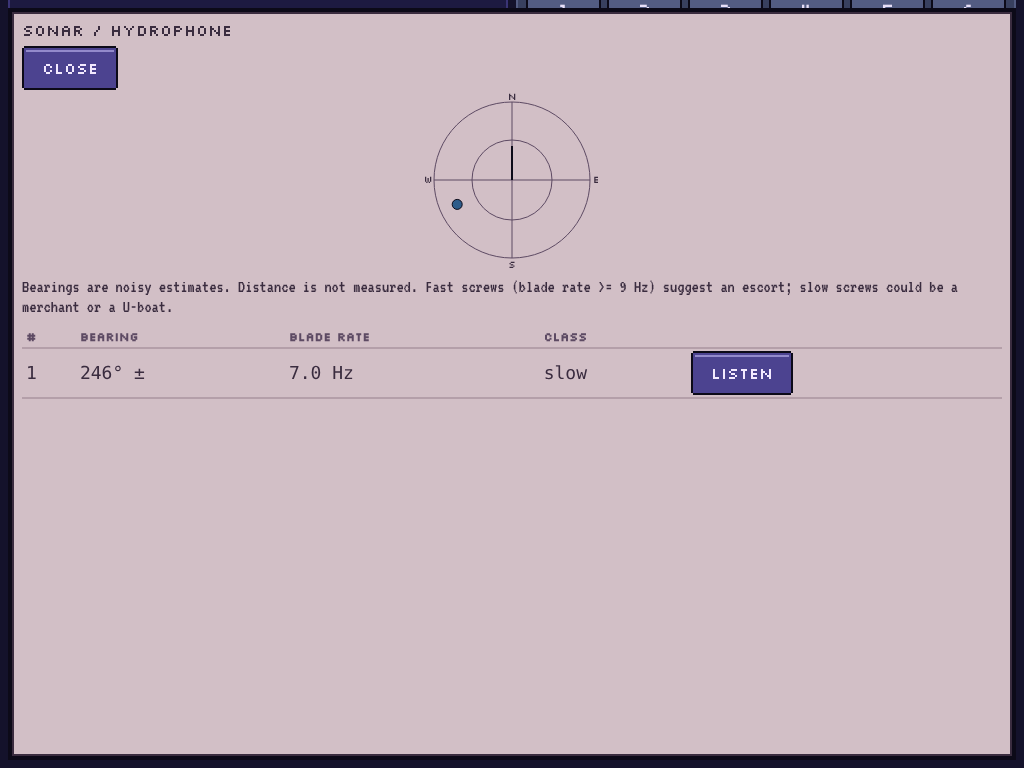 SONAR / HYDROPHONE
CLOSE
N
W E
S
Bearings are noisy estimates. Distance is not measured. Fast screws (blade rate >= 9 Hz) suggest an escort; slow screws could be a
merchant or a U-boat.
# BEARING BLADE RATE CLASS
1 246° ± 7.0 Hz slow LISTEN